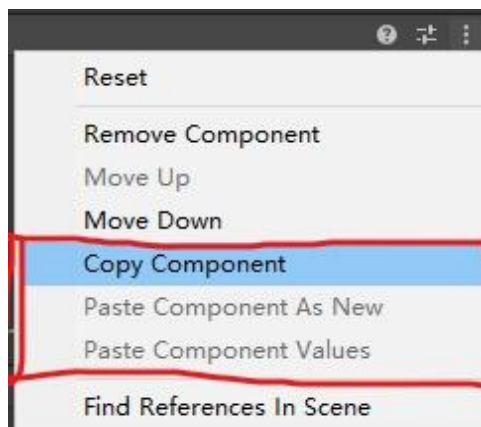 Reset
Remove Component
Move Up
Move Down
Copy Component
Paste Component As New
Paste Component Values
Find References In Scene